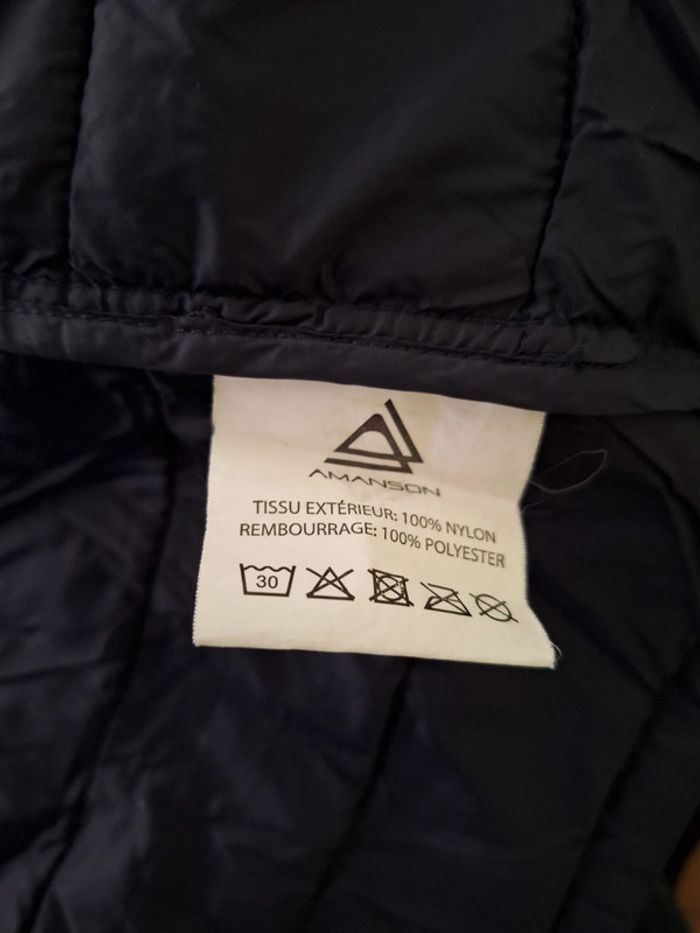 AMANSON
TISSU EXTÉRIEUR: 100% NYLON
REMBOURRAGE: 100% POLYESTER
30